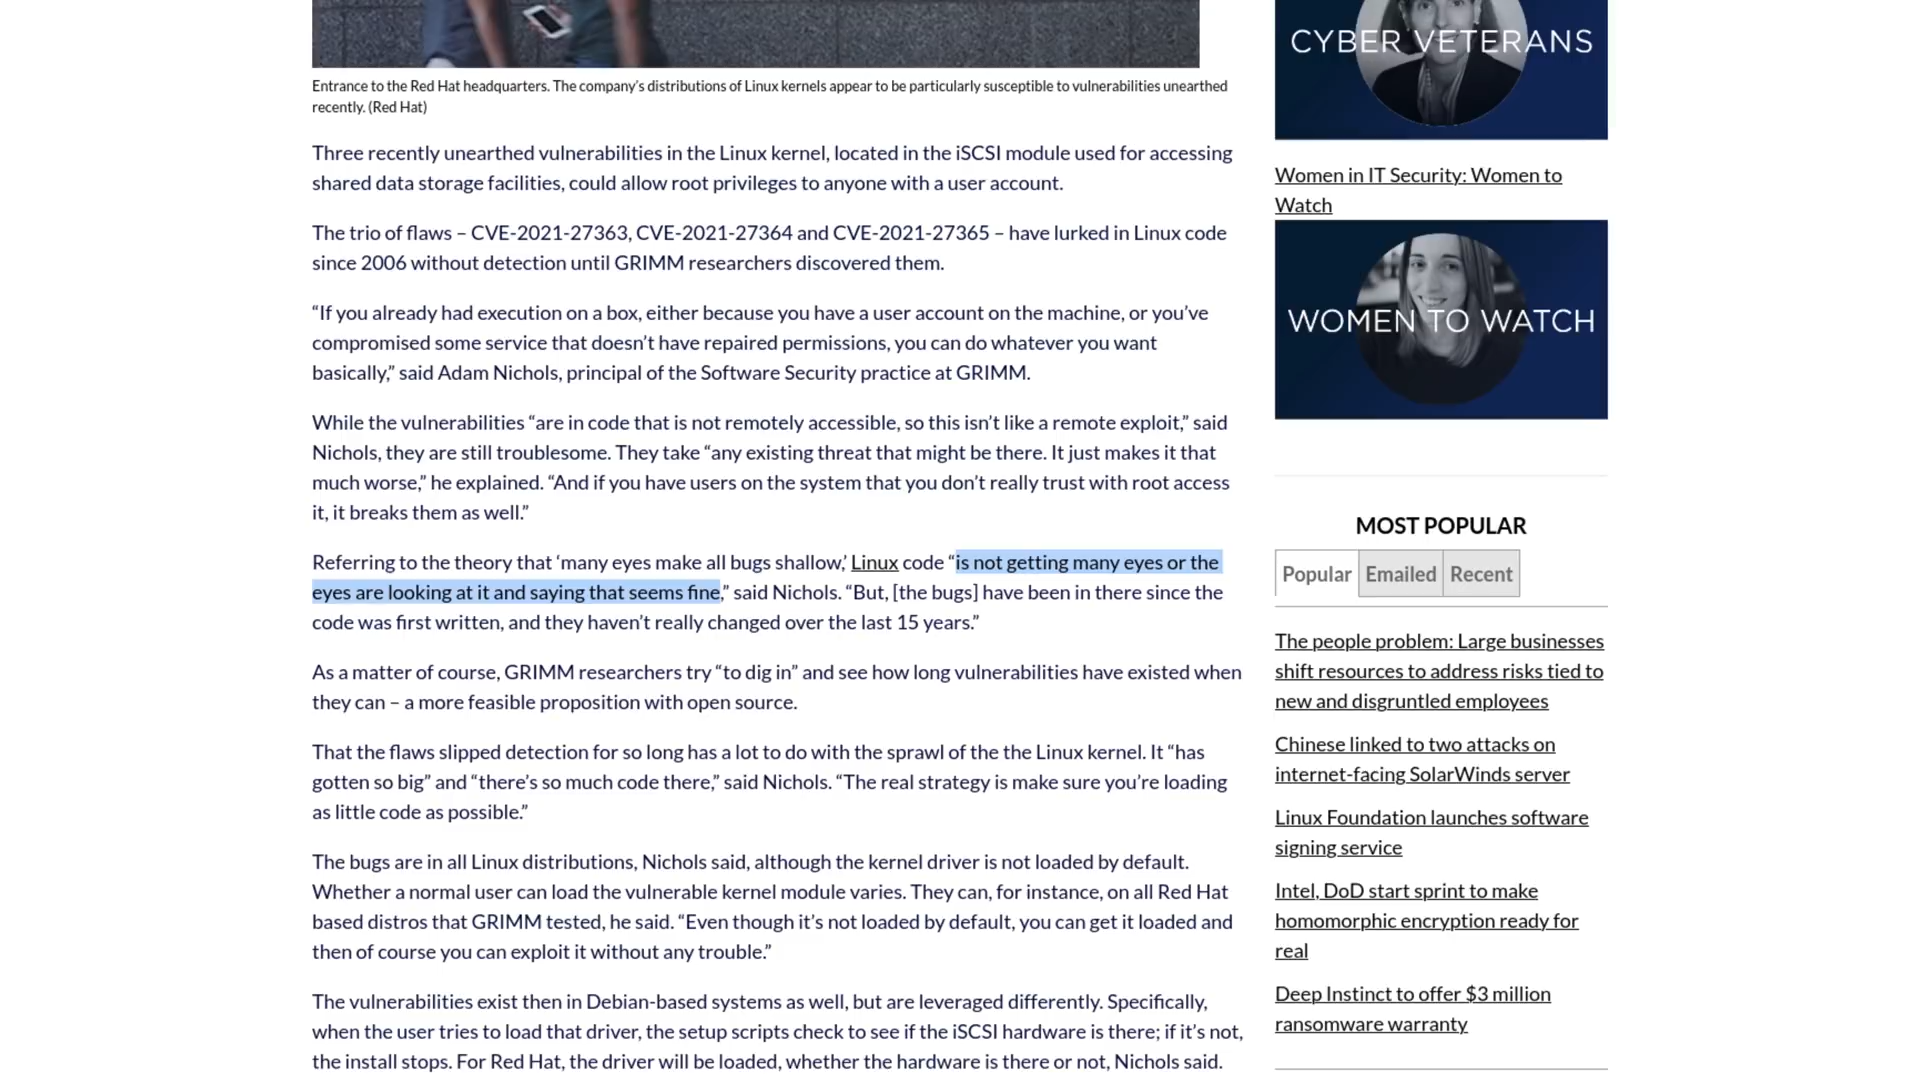 Entrance to the Red Hat headquarters. The company’s distributions of Linux kernels appear to be particularly susceptible to vulnerabilities unearthed
recently. (Red Hat)
Three recently unearthed vulnerabilities in the Linux kernel, located in the iSCSI module used for accessing
shared data storage facilities, could allow root privileges to anyone with a user account.
The trio of flaws – CVE-2021-27363, CVE-2021-27364 and CVE-2021-27365 – have lurked in Linux code
since 2006 without detection until GRIMM researchers discovered them.
“If you already had execution on a box, either because you have a user account on the machine, or you’ve
compromised some service that doesn’t have repaired permissions, you can do whatever you want
basically,” said Adam Nichols, principal of the Software Security practice at GRIMM.
While the vulnerabilities “are in code that is not remotely accessible, so this isn’t like a remote exploit,” said
Nichols, they are still troublesome. They take “any existing threat that might be there. It just makes it that
much worse,” he explained. “And if you have users on the system that you don’t really trust with root access
it, it breaks them as well.”
Referring to the theory that ‘many eyes make all bugs shallow,’ Linux code “is not getting many eyes or the
eyes are looking at it and saying that seems fine,” said Nichols. “But, [the bugs] have been in there since the
code was first written, and they haven’t really changed over the last 15 years.”
As a matter of course, GRIMM researchers try “to dig in” and see how long vulnerabilities have existed when
they can – a more feasible proposition with open source.
That the flaws slipped detection for so long has a lot to do with the sprawl of the the Linux kernel. It “has
gotten so big” and “there’s so much code there,” said Nichols. “The real strategy is make sure you’re loading
as little code as possible.”
The bugs are in all Linux distributions, Nichols said, although the kernel driver is not loaded by default.
Whether a normal user can load the vulnerable kernel module varies. They can, for instance, on all Red Hat
based distros that GRIMM tested, he said. “Even though it’s not loaded by default, you can get it loaded and
then of course you can exploit it without any trouble.”
The vulnerabilities exist then in Debian-based systems as well, but are leveraged differently. Specifically,
when the user tries to load that driver, the setup scripts check to see if the iSCSI hardware is there; if it’s not,
the install stops. For Red Hat, the driver will be loaded, whether the hardware is there or not, Nichols said.
CYBER VETERANS
Women in IT Security: Women to
Watch
WOMEN TO WATCH
MOST POPULAR
Popular Emailed Recent
The people problem: Large businesses
shift resources to address risks tied to
new and disgruntled employees
Chinese linked to two attacks on
internet-facing SolarWinds server
Linux Foundation launches software
signing service
Intel, DoD start sprint to make
homomorphic encryption ready for
real
Deep Instinct to offer $3 million
ransomware warranty